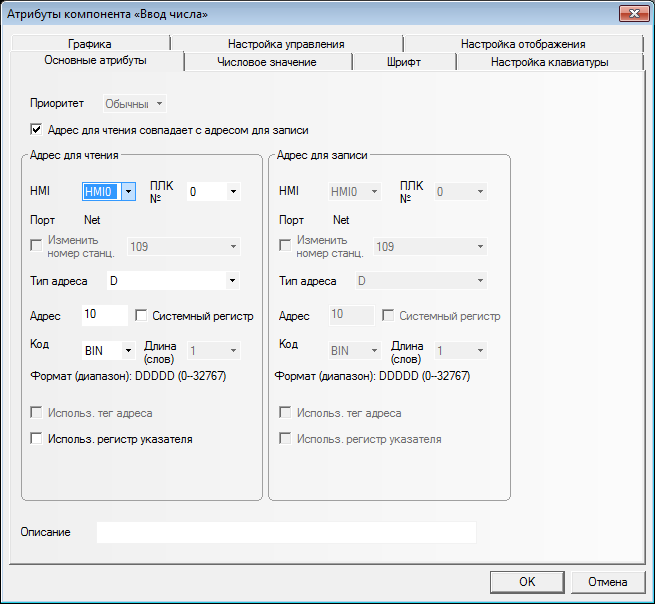 Атрибуты компонента «Ввод числа»
Графика
Настройка управления
Настройка отображения
Основные атрибуты
Числовое значение
Шрифт
Настройка клавиатуры
Приоритет
Обычны
Адрес для чтения совпадает с адресом для записи
Адрес для чтения
HMI
HMI0
ПЛК
№
0
Порт
Net
Изменить
номер станц.
109
Тип адреса
D
Адрес
10
Системный регистр
Код
BIN
Длина
(слов)
1
Формат (диапазон): DDDDD (0--32767)
Использ. тег адреса
Использ. регистр указателя
Адрес для записи
HMI
HMI0
ПЛК
№
0
Порт
Net
Изменить
номер станц.
109
Тип адреса
D
Адрес
10
Системный регистр
Код
BIN
Длина
(слов)
1
Формат (диапазон): DDDDD (0--32767)
Использ. тег адреса
Использ. регистр указателя
Описание
OK
Отмена